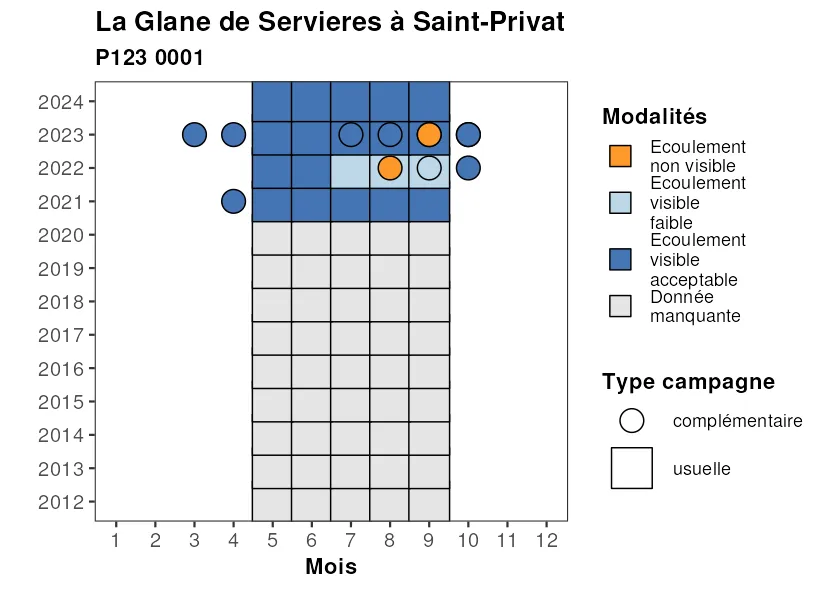 La Glane de Servieres à Saint-Privat
P123 0001
2024
2023
2022
2021
2020
2019
2018
2017
2016
2015
2014
2013
2012
1 2 3 4 5 6 7 8 9 10 11 12
Mois
Modalités
Ecoulement
non visible
Ecoulement
visible
faible
Ecoulement
visible
acceptable
Donnée
manquante
Type campagne
complémentaire
usuelle